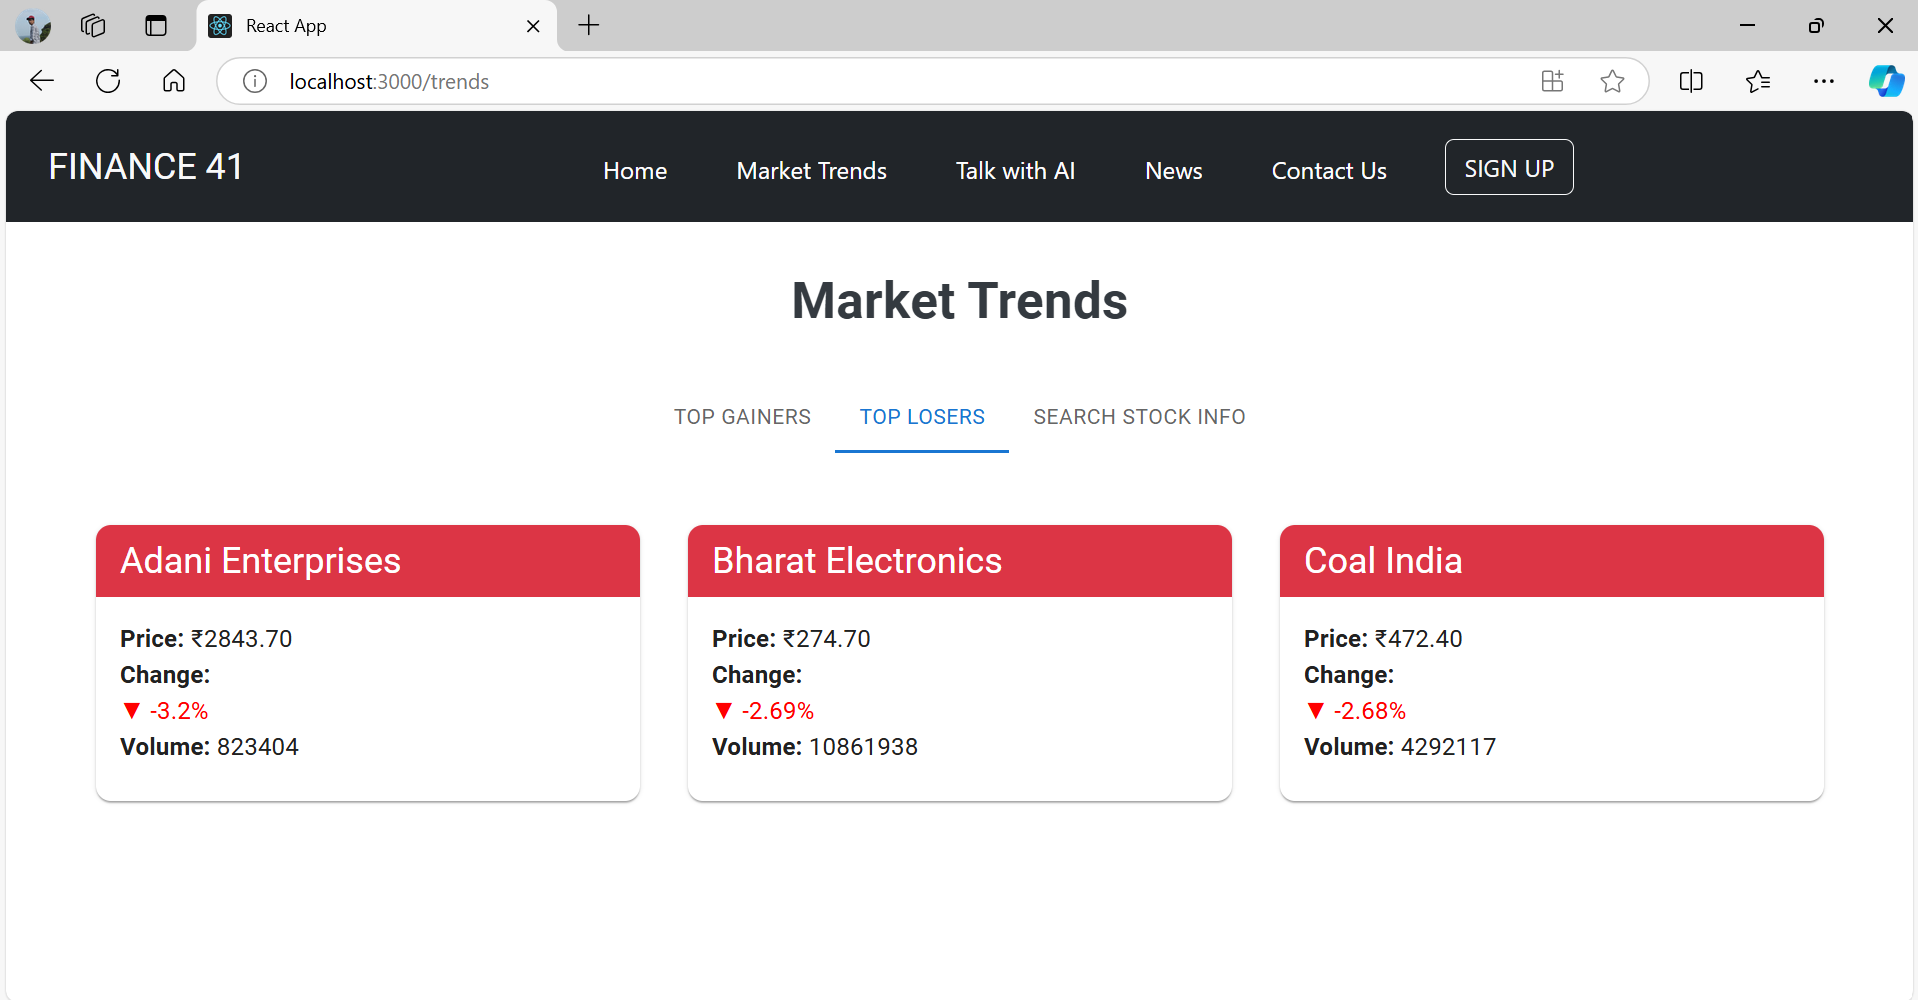 React App
localhost:3000/trends
FINANCE 41
Home Market Trends Talk with AI News Contact Us SIGN UP
Market Trends
TOP GAINERS TOP LOSERS SEARCH STOCK INFO
Adani Enterprises
Price: ₹2843.70
Change:
▼ -3.2%
Volume: 823404
Bharat Electronics
Price: ₹274.70
Change:
▼ -2.69%
Volume: 10861938
Coal India
Price: ₹472.40
Change:
▼ -2.68%
Volume: 4292117